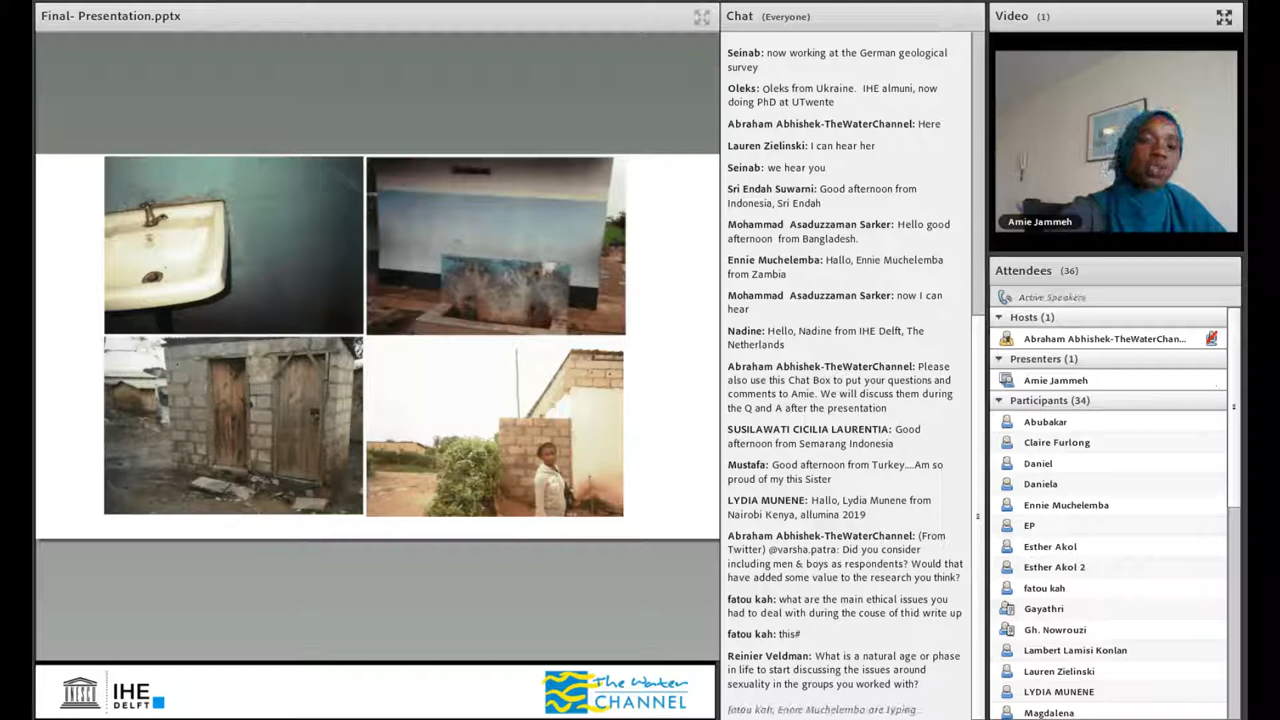 Final- Presentation.pptx
Chat (Everyone)
Seinab: now working at the German geological
survey
Oleks: Oleks from Ukraine. IHE almuni, now
doing PhD at UTwente
Abraham Abhishek-TheWaterChannel: Here
Lauren Zielinski: I can hear her
Seinab: we hear you
Sri Endah Suwarni: Good afternoon from
Indonesia, Sri Endah
Mohammad Asaduzzaman Sarker: Hello good
afternoon from Bangladesh.
Ennie Muchelemba: Hallo, Ennie Muchelemba
from Zambia
Mohammad Asaduzzaman Sarker: now I can
hear
Nadine: Hello, Nadine from IHE Delft, The
Netherlands
Abraham Abhishek-TheWaterChannel: Please
also use this Chat Box to put your questions and
comments to Amie. We will discuss them during
the Q and A after the presentation
SUSILAWATI CICILIA LAURENTIA: Good
afternoon from Semarang Indonesia
Mustafa: Good afternoon from Turkey....Am so
proud of my this Sister
LYDIA MUNENE: Hallo, Lydia Munene from
Nairobi Kenya, allumina 2019
Abraham Abhishek-TheWaterChannel: (From
Twitter) @varsha.patra: Did you consider
including men & boys as respondents? Would that
have added some value to the research you think?
fatou kah: what are the main ethical issues you
had to deal with during the couse of thid write up
fatou kah: this#
Reinier Veldman: What is a natural age or phase
in life to start discussing the issues around
sexuality in the groups you worked with?
fatou kah, Ennie Muchelemba are typing...
Video (1)
Amie Jammeh
Attendees (36)
Active Speakers
Hosts (1)
Abraham Abhishek-TheWaterChan...
Presenters (1)
Amie Jammeh
Participants (34)
Abubakar
Claire Furlong
Daniel
Daniela
Ennie Muchelemba
EP
Esther Akol
Esther Akol 2
fatou kah
Gayathri
Gh. Nowrouzi
Lambert Lamisi Konlan
Lauren Zielinski
LYDIA MUNENE
Magdalena
UNESCO
IHE
DELFT
The Water
CHANNEL